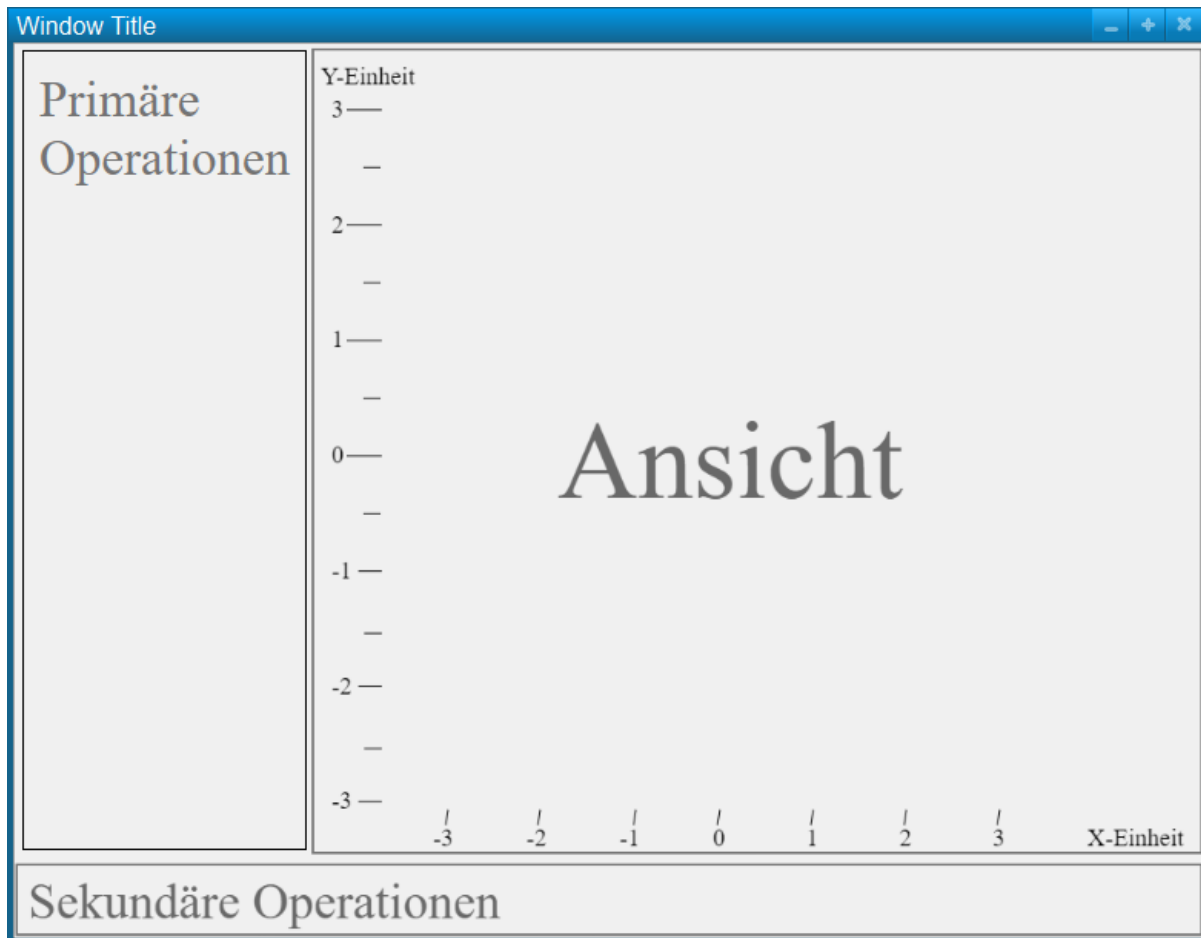 Window Title
Primäre
Operationen
Y-Einheit
3
2
1
0
-1
-2
-3
Ansicht
-3 -2 -1 0 1 2 3 X-Einheit
Sekundäre Operationen